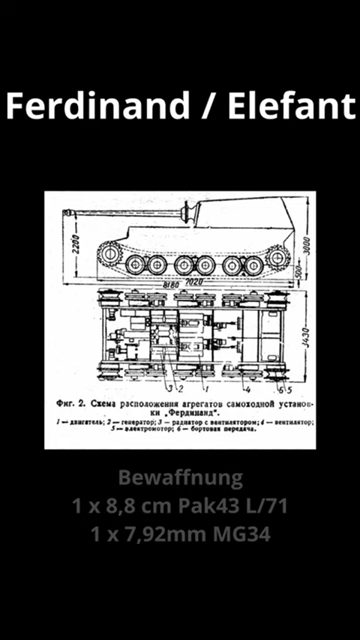 Ferdinand / Elefant
2200
3000
500
7020
8180
3430
3 2 1 4 6 5
Фиг. 2. Схема расположения агрегатов самоходной установ-
ки „Фердинанд".
1 — двигатель; 2 — генератор; 3 — радиатор с вентилятором; 4 — вентилятор;
5 — электромотор; 6 — бортовая передача.
Bewaffnung
1 x 8,8 cm Pak43 L/71
1 x 7,92mm MG34